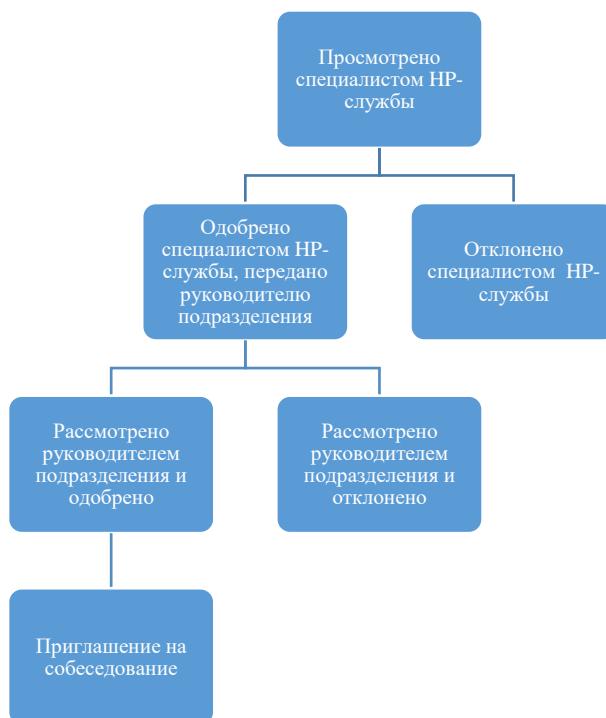 Просмотрено
специалистом HP-
службы
Одобрено
специалистом HP-
службы, передано
руководителю
подразделения
Отклонено
специалистом HP-
службы
Рассмотрено
руководителем
подразделения и
одобрено
Рассмотрено
руководителем
подразделения и
отклонено
Приглашение на
собеседование